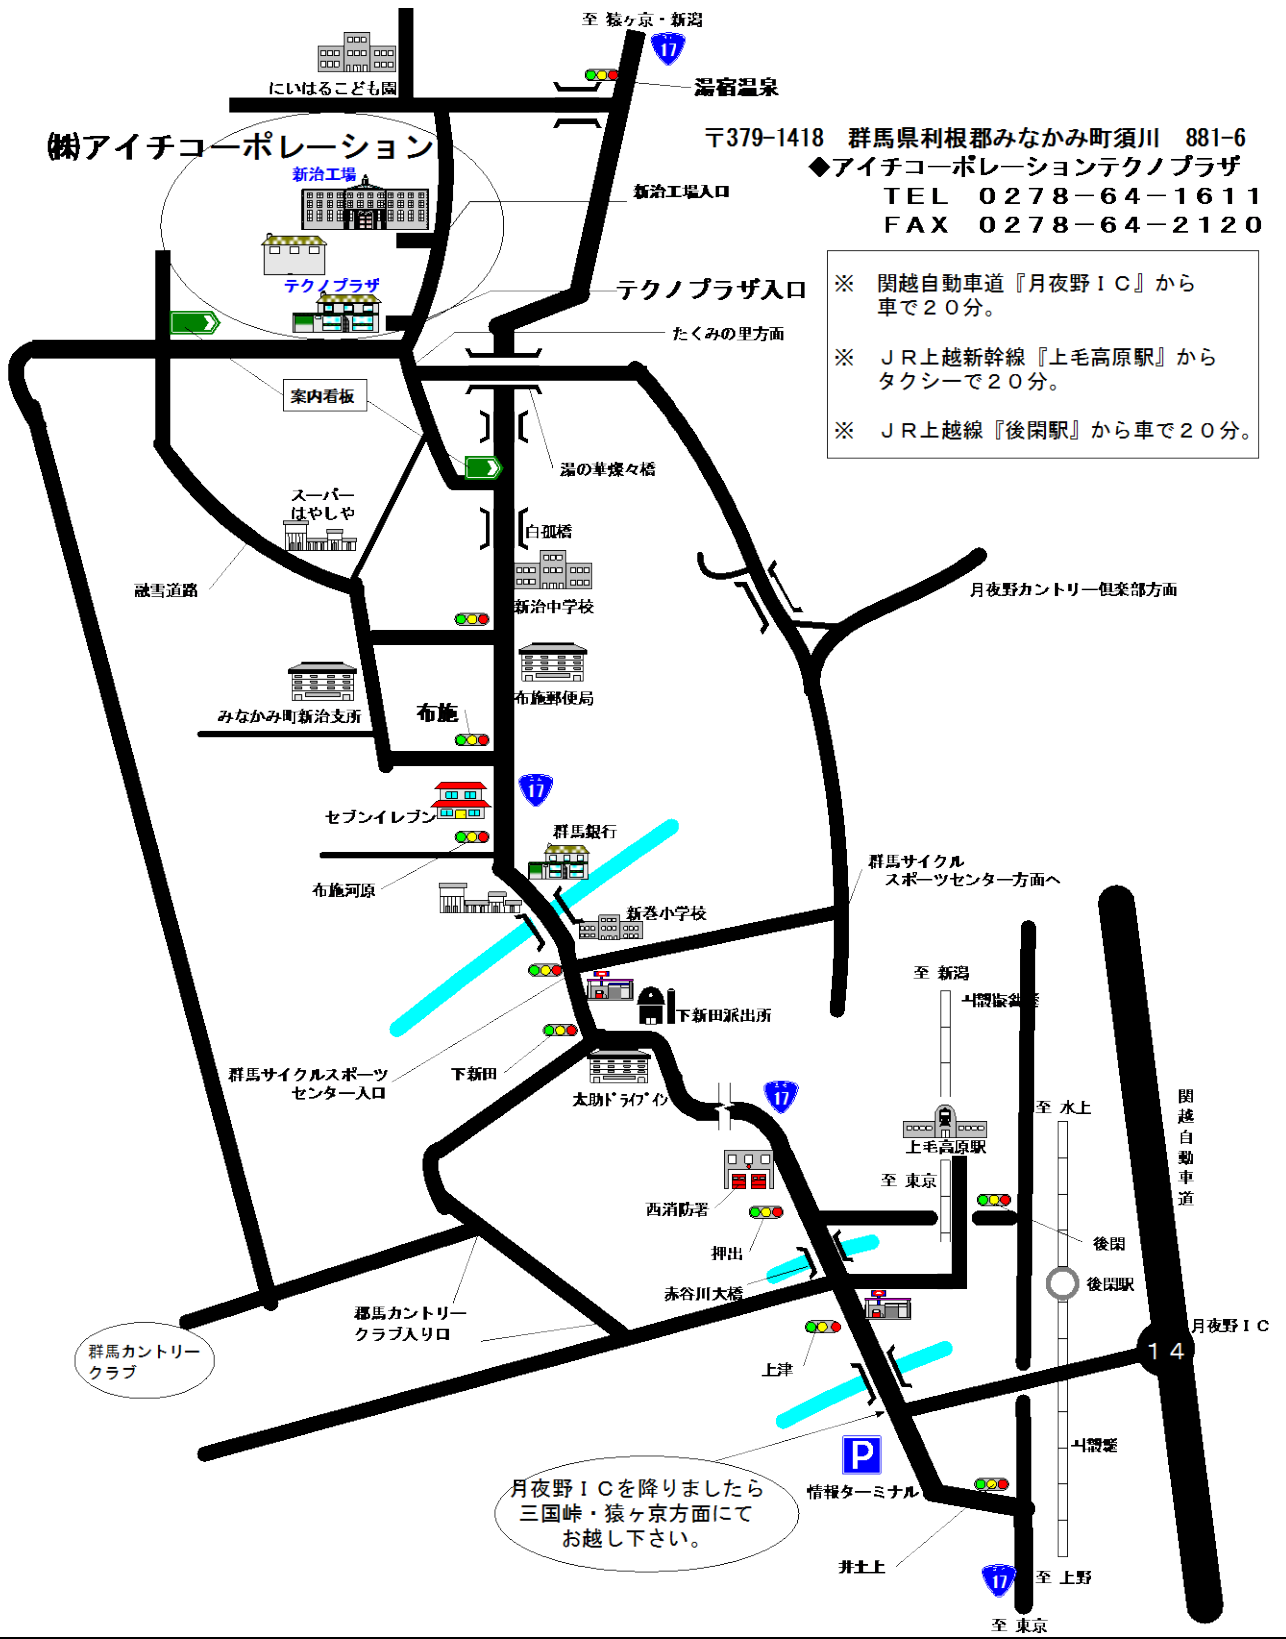 至 猿ヶ京・新潟
17
にいはるこども園
湯宿温泉
㈱アイチコーポレーション
〒379-1418 群馬県利根郡みなかみ町須川 881-6
◆アイチコーポレーションテクノプラザ
TEL 0278-64-1611
FAX 0278-64-2120
新治工場
新治工場入口
※ 関越自動車道『月夜野ＩＣ』から
車で２０分。
※ ＪＲ上越新幹線『上毛高原駅』から
タクシーで２０分。
※ ＪＲ上越線『後閑駅』から車で２０分。
テクノプラザ
テクノプラザ入口
たくみの里方面
案内看板
湯の華燦々橋
スーパー
はやしや
白狐橋
融雪道路
新治中学校
月夜野カントリー倶楽部方面
布施郵便局
みなかみ町新治支所
布施
17
セブンイレブン
群馬銀行
布施河原
群馬サイクル
スポーツセンター方面へ
新巻小学校
至 新潟
下新田派出所
群馬サイクルスポーツ
センター入口
下新田
太助ドライブイン
17
至 水上
関越自動車道
上毛高原駅
至 東京
西消防署
押出
後閑
赤谷川大橋
後閑駅
群馬カントリー
クラブ入り口
月夜野ＩＣ
１４
群馬カントリー
クラブ
上津
P
情報ターミナル
月夜野ＩＣを降りましたら
三国峠・猿ヶ京方面にて
お越し下さい。
井土上
17
至 上野
至 東京